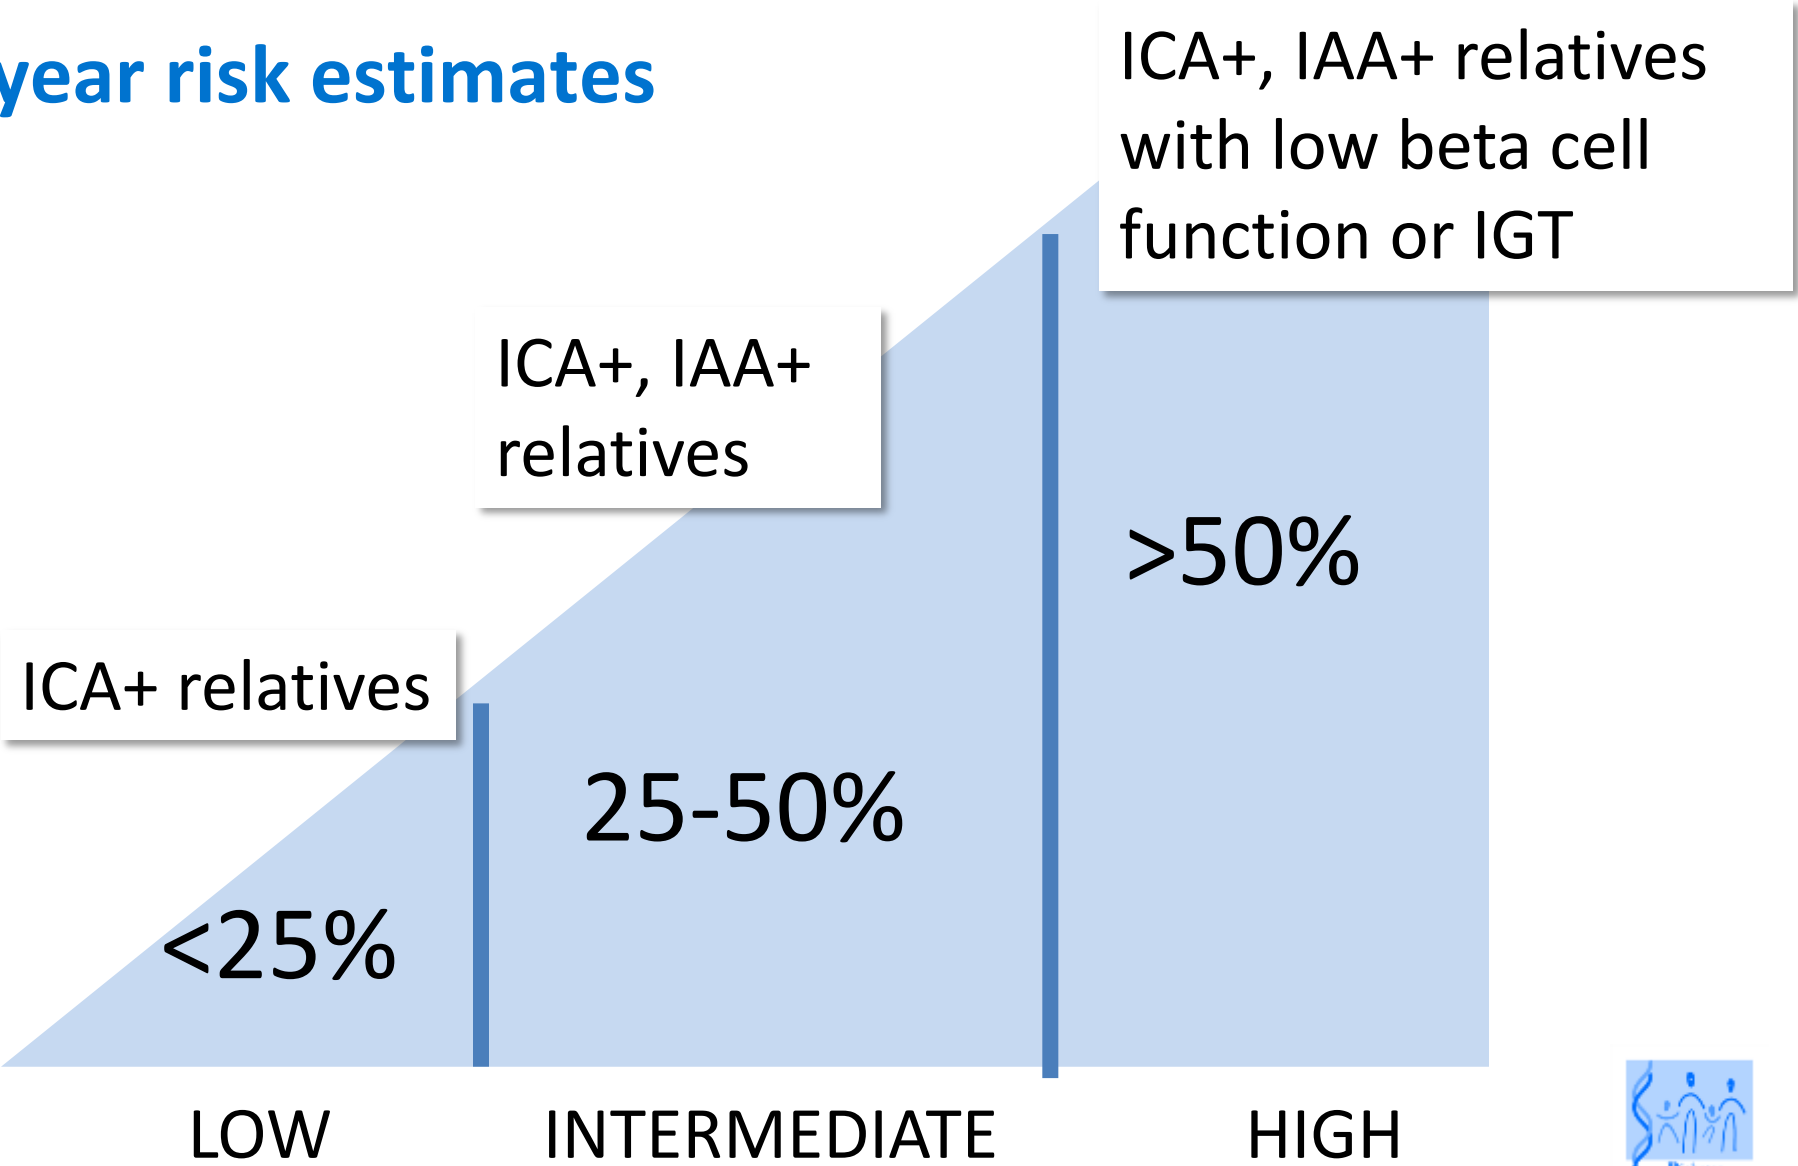 year risk estimates
ICA+, IAA+ relatives
with low beta cell
function or IGT
ICA+, IAA+
relatives
>50%
ICA+ relatives
25-50%
<25%
LOW INTERMEDIATE HIGH